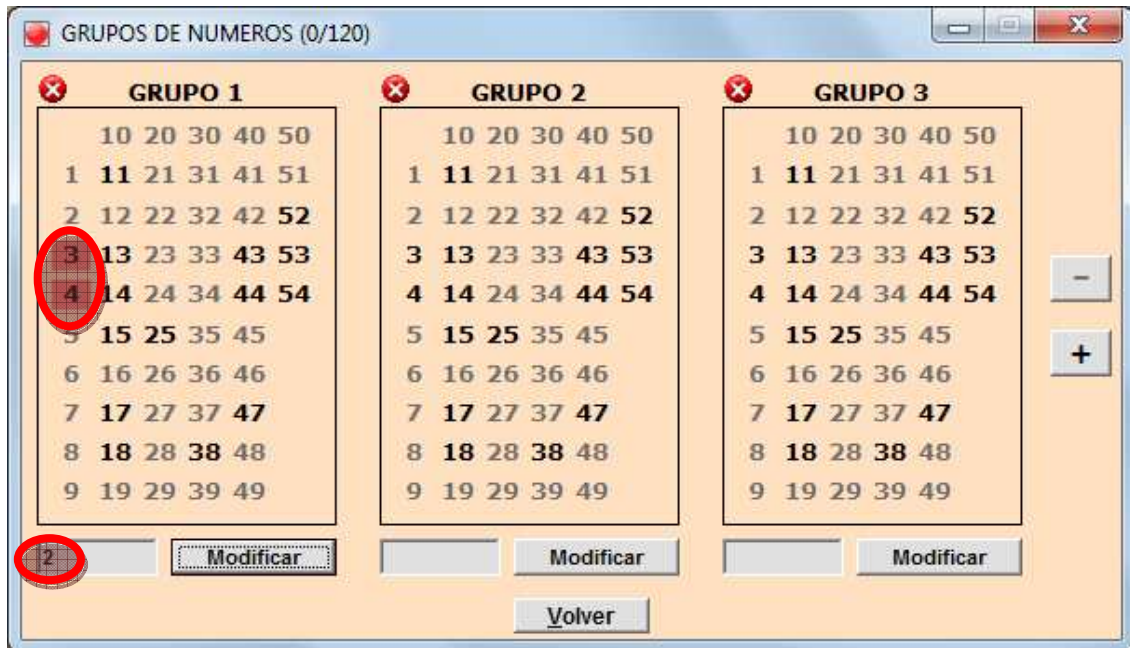 GRUPOS DE NUMEROS (0/120)
GRUPO 1
10 20 30 40 50
1 11 21 31 41 51
2 12 22 32 42 52
3 13 23 33 43 53
4 14 24 34 44 54
5 15 25 35 45
6 16 26 36 46
7 17 27 37 47
8 18 28 38 48
9 19 29 39 49
2
Modificar
GRUPO 2
10 20 30 40 50
1 11 21 31 41 51
2 12 22 32 42 52
3 13 23 33 43 53
4 14 24 34 44 54
5 15 25 35 45
6 16 26 36 46
7 17 27 37 47
8 18 28 38 48
9 19 29 39 49
Modificar
GRUPO 3
10 20 30 40 50
1 11 21 31 41 51
2 12 22 32 42 52
3 13 23 33 43 53
4 14 24 34 44 54
5 15 25 35 45
6 16 26 36 46
7 17 27 37 47
8 18 28 38 48
9 19 29 39 49
Modificar
-
+
Volver